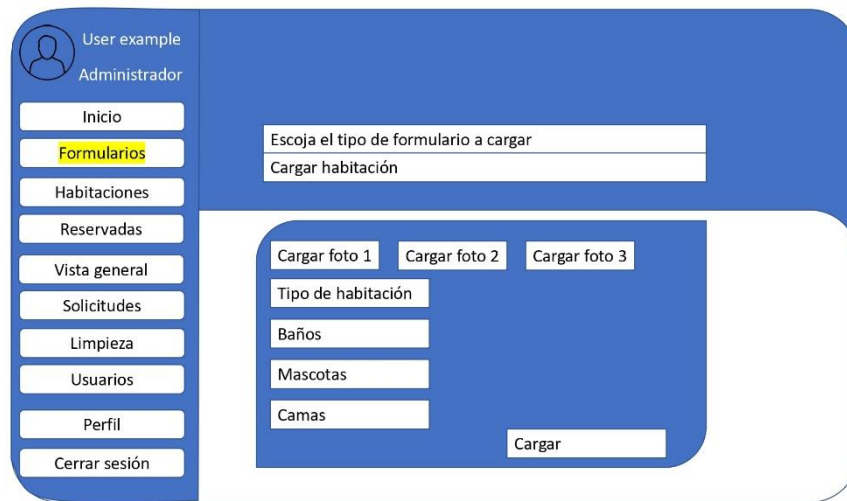 User example
Administrador
Inicio
Formularios
Habitaciones
Reservadas
Vista general
Solicitudes
Limpieza
Usuarios
Perfil
Cerrar sesión
Escoja el tipo de formulario a cargar
Cargar habitación
Cargar foto 1
Cargar foto 2
Cargar foto 3
Tipo de habitación
Baños
Mascotas
Camas
Cargar